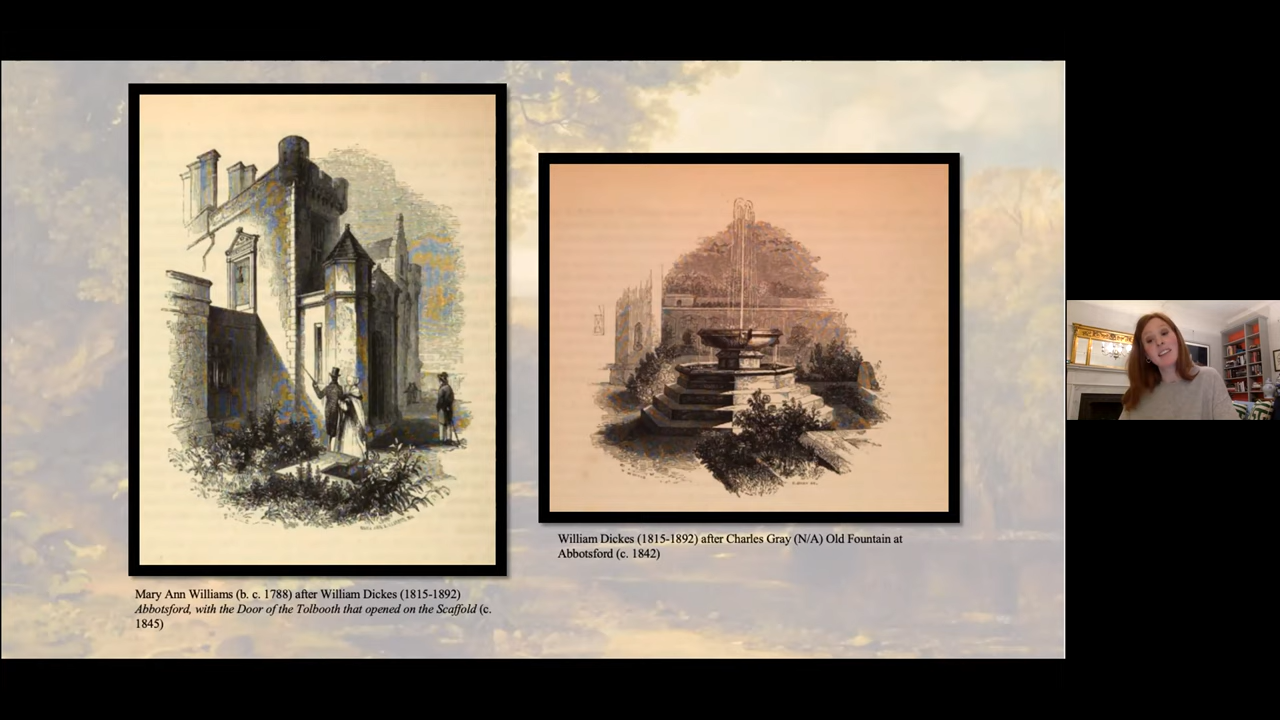 Mary Ann Williams (b. c. 1788) after William Dickes (1815-1892)
Abbotsford, with the Door of the Tolbooth that opened on the Scaffold (c.
1845)
William Dickes (1815-1892) after Charles Gray (N/A) Old Fountain at
Abbotsford (c. 1842)